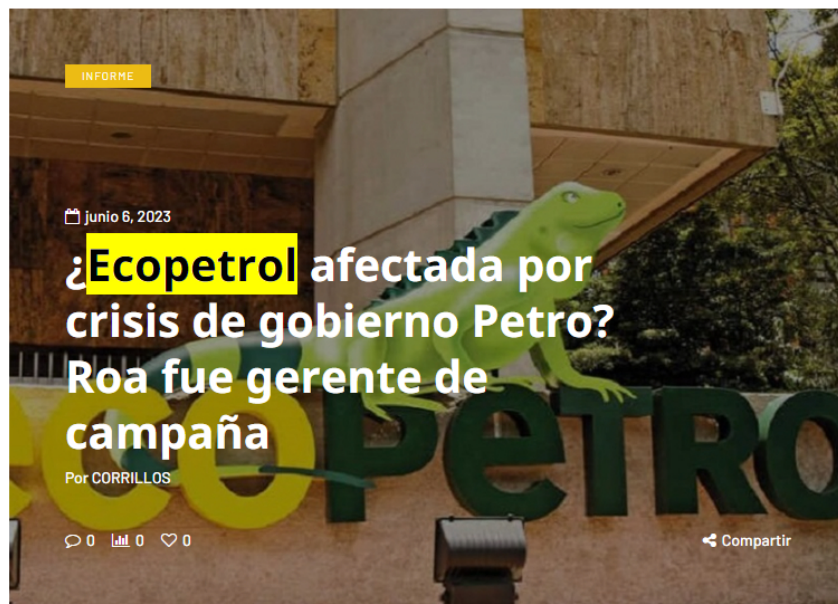 INFORME
junio 6, 2023
¿Ecopetrol afectada por
crisis de gobierno Petro?
Roa fue gerente de
campaña
Por CORRILLOS
0 0 0
Compartir
ecoPeTRO